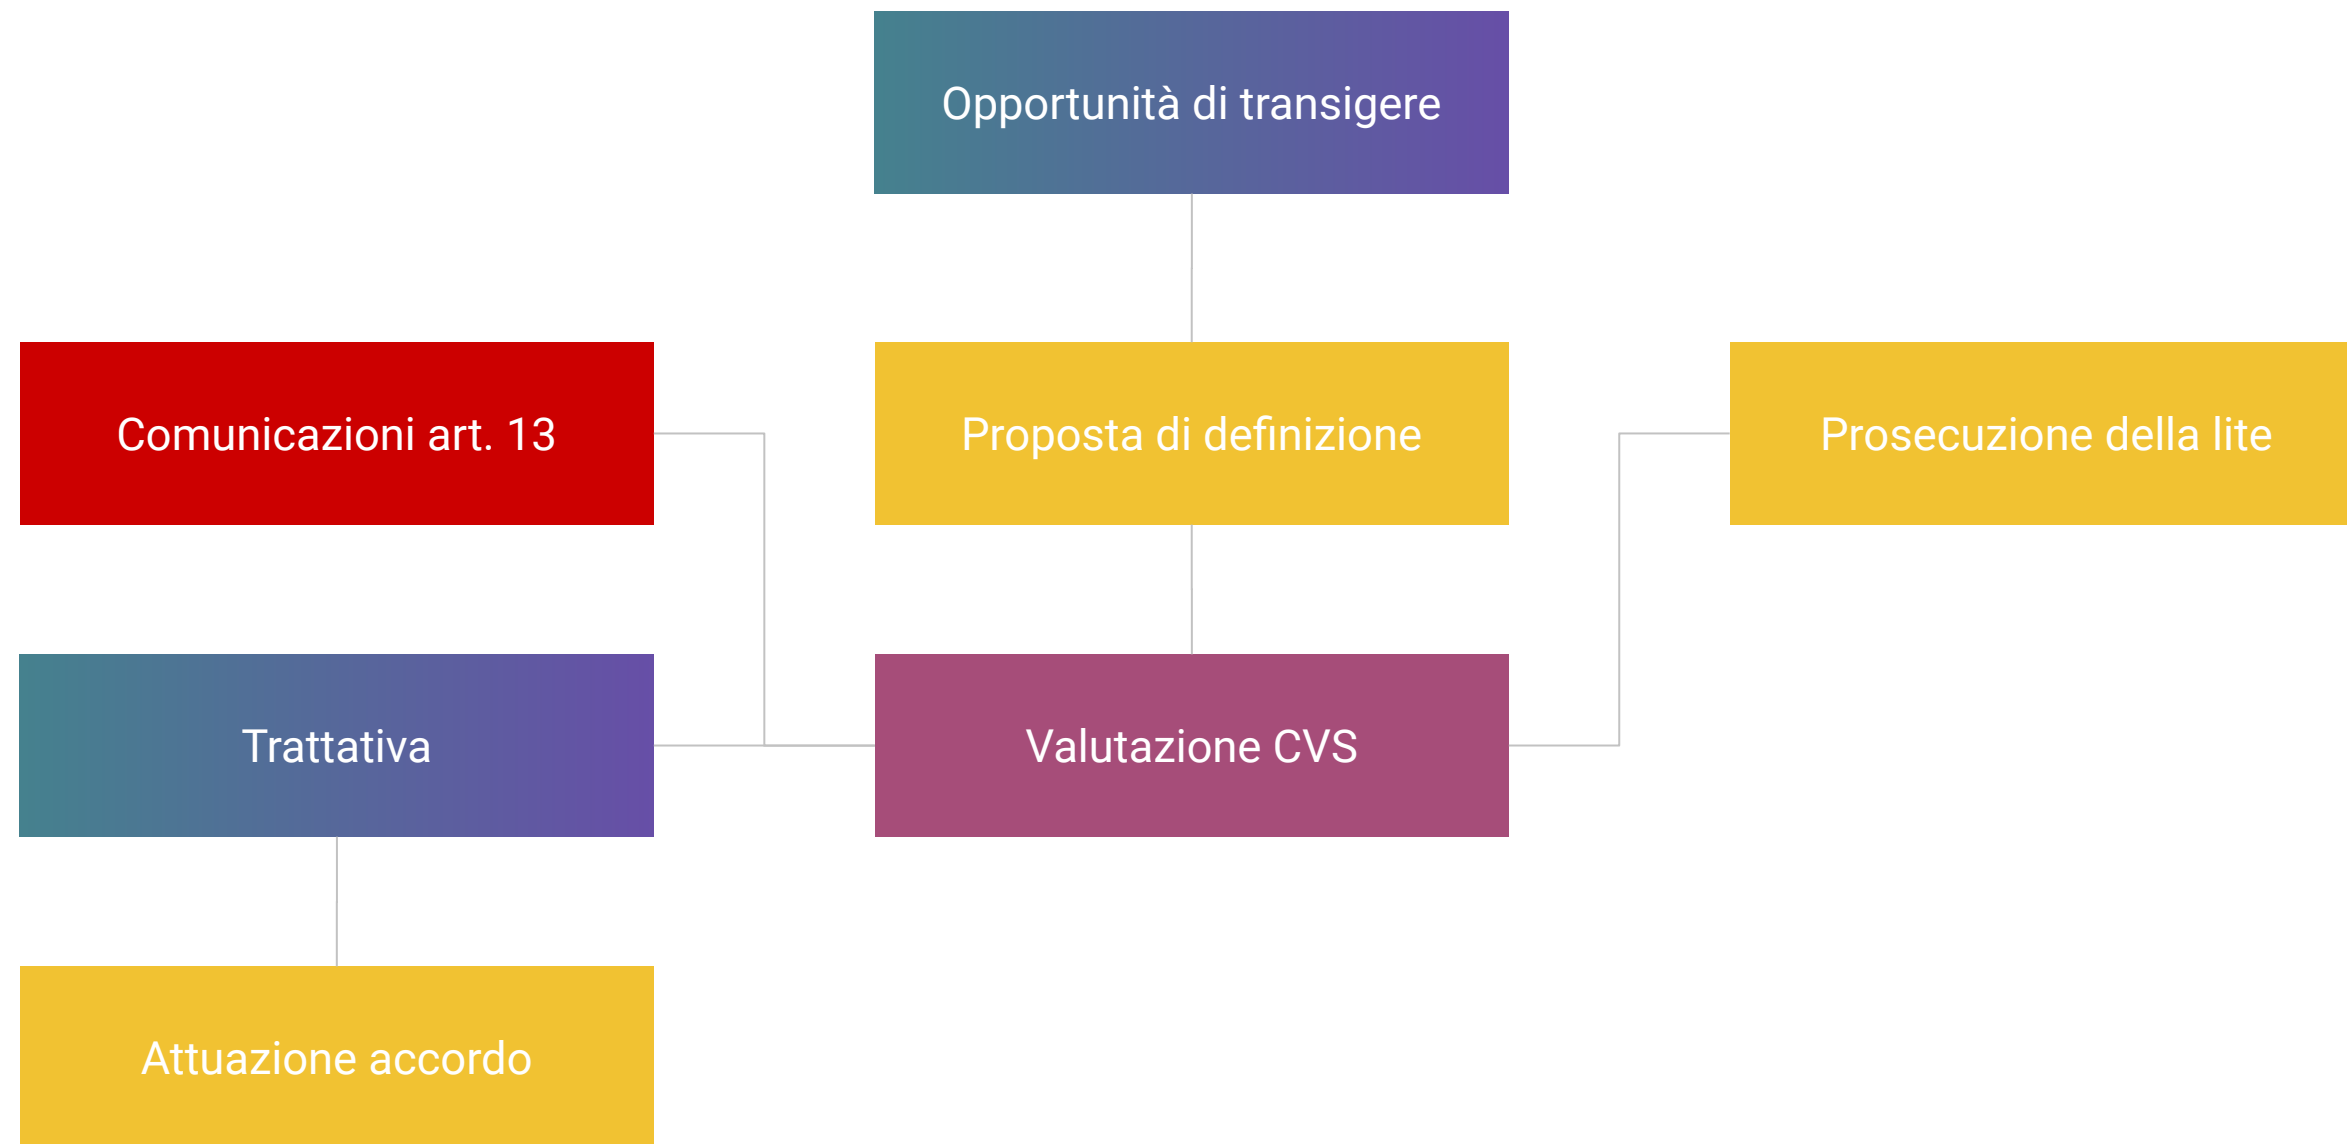 Opportunità di transigere
Comunicazioni art. 13
Proposta di definizione
Prosecuzione della lite
Trattativa
Valutazione CVS
Attuazione accordo